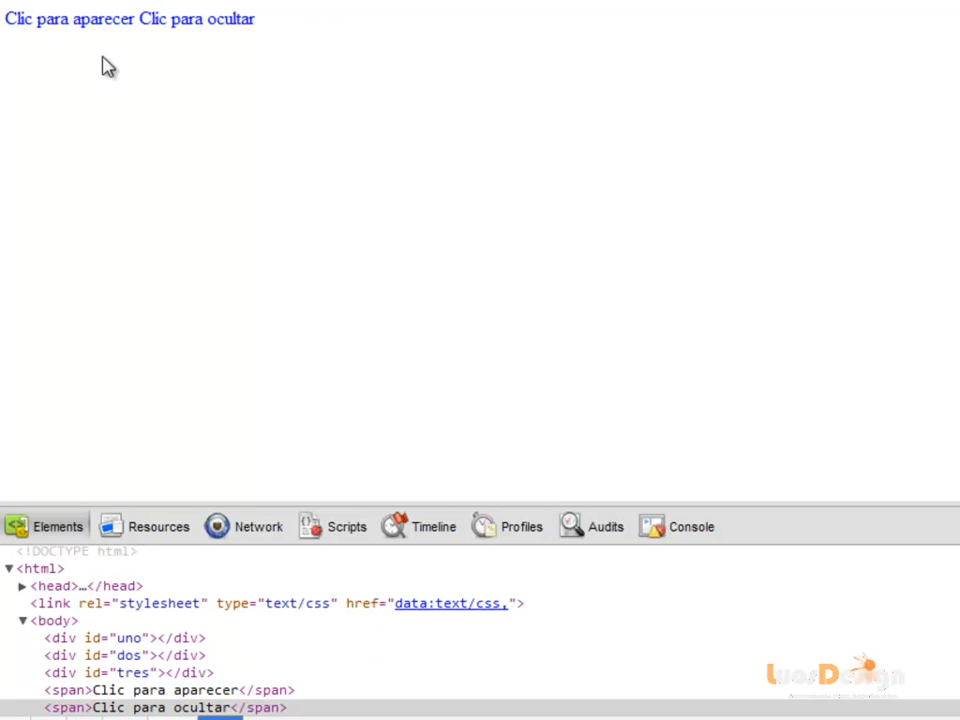 Clic para aparecer Clic para ocultar
Elements Resources Network Scripts Timeline Profiles Audits Console
<!DOCTYPE html>
▼<html>
▶<head>…</head>
<link rel="stylesheet" type="text/css" href="data:text/css,">
▼<body>
<div id="uno"></div>
<div id="dos"></div>
<div id="tres"></div>
<span>Clic para aparecer</span>
<span>Clic para ocultar</span>
LuosDesign